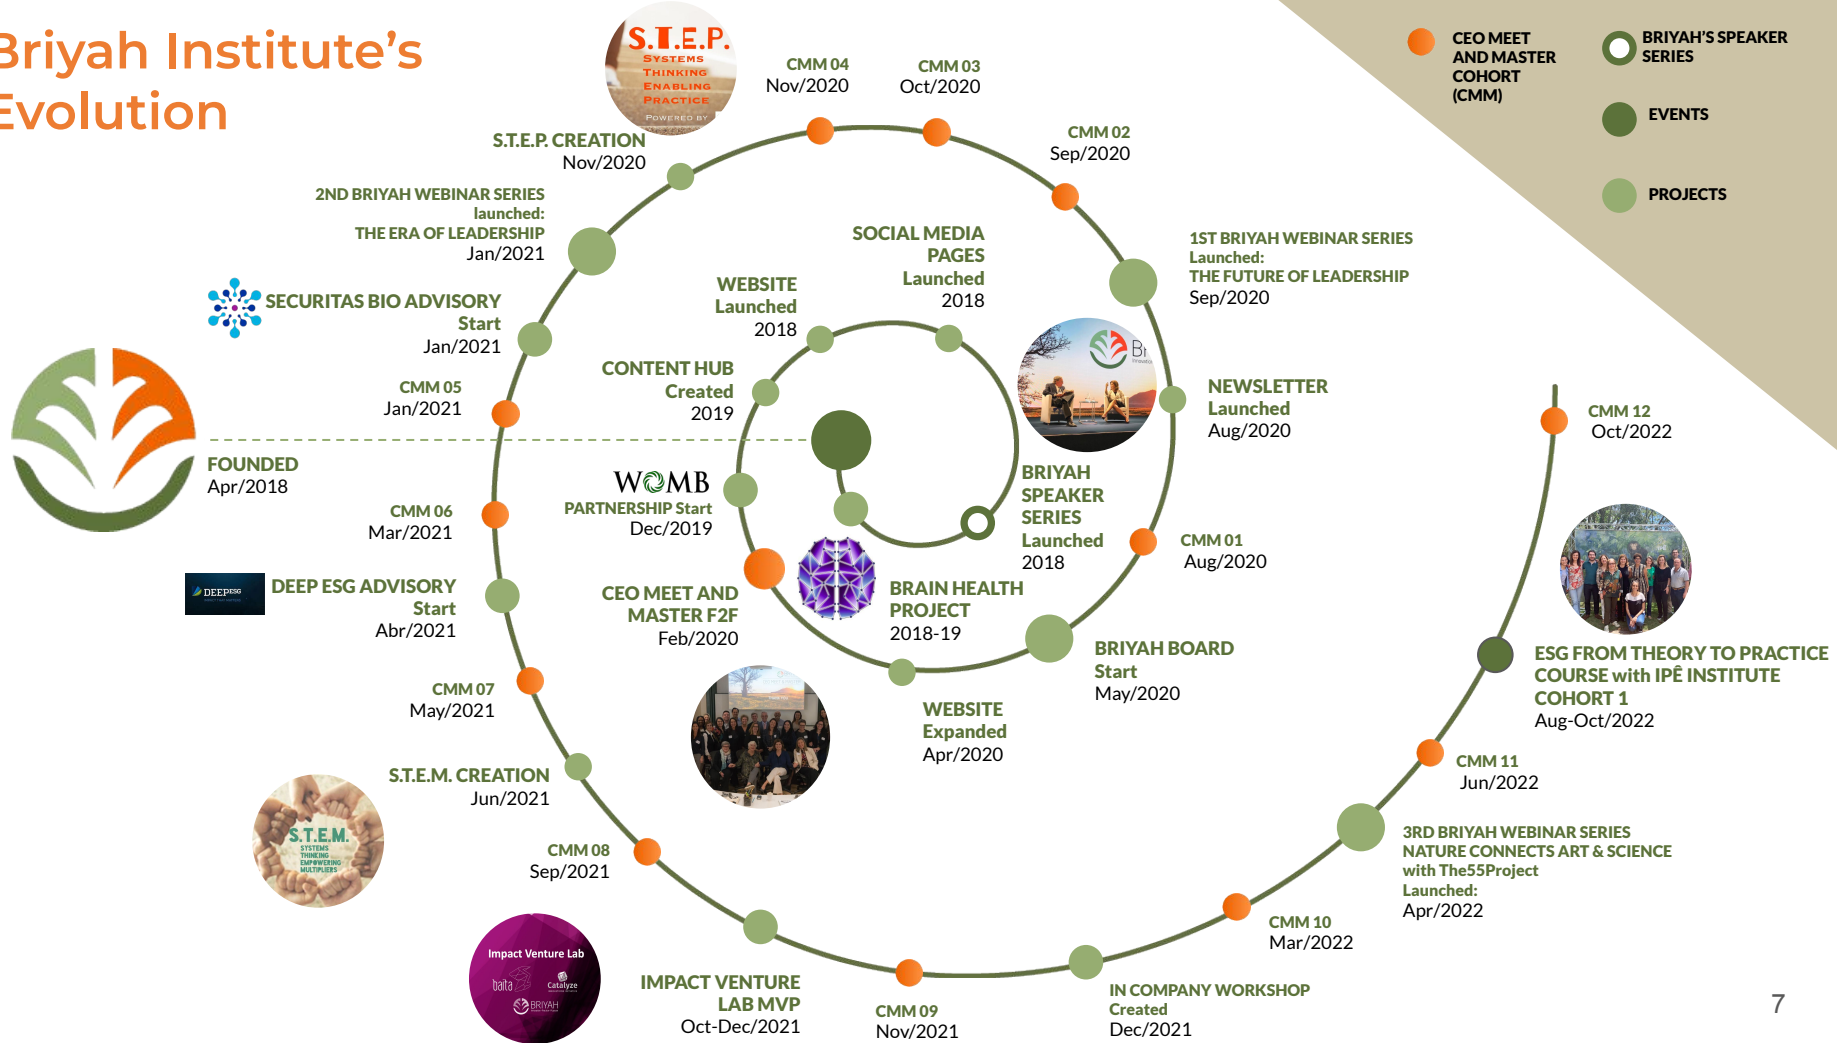 Briyah Institute's
Evolution
CEO MEET
AND MASTER
COHORT
(CMM)
BRIYAH'S SPEAKER
SERIES
EVENTS
PROJECTS
FOUNDED
Apr/2018
BRAIN HEALTH
PROJECT
2018-19
BRIYAH
SPEAKER
SERIES
Launched
2018
SOCIAL MEDIA
PAGES
Launched
2018
WEBSITE
Launched
2018
CONTENT HUB
Created
2019
WOMB
PARTNERSHIP Start
Dec/2019
CEO MEET AND
MASTER F2F
Feb/2020
WEBSITE
Expanded
Apr/2020
BRIYAH BOARD
Start
May/2020
CMM 01
Aug/2020
NEWSLETTER
Launched
Aug/2020
1ST BRIYAH WEBINAR SERIES
Launched:
THE FUTURE OF LEADERSHIP
Sep/2020
CMM 02
Sep/2020
CMM 03
Oct/2020
CMM 04
Nov/2020
S.T.E.P.
SYSTEMS
THINKING
ENABLING
PRACTICE
POWERED BY
S.T.E.P. CREATION
Nov/2020
2ND BRIYAH WEBINAR SERIES
launched:
THE ERA OF LEADERSHIP
Jan/2021
SECURITAS BIO ADVISORY
Start
Jan/2021
CMM 05
Jan/2021
CMM 06
Mar/2021
DEEP ESG
DEEP ESG ADVISORY
Start
Abr/2021
CMM 07
May/2021
S.T.E.M. CREATION
Jun/2021
S.T.E.M.
SYSTEMS
THINKING
EMPOWERING
MULTIPLIERS
CMM 08
Sep/2021
Impact Venture Lab
baita
Catalyze
BRIYAH
IMPACT VENTURE
LAB MVP
Oct-Dec/2021
CMM 09
Nov/2021
IN COMPANY WORKSHOP
Created
Dec/2021
CMM 10
Mar/2022
3RD BRIYAH WEBINAR SERIES
NATURE CONNECTS ART & SCIENCE
with The55Project
Launched:
Apr/2022
CMM 11
Jun/2022
ESG FROM THEORY TO PRACTICE
COURSE with IPÊ INSTITUTE
COHORT 1
Aug-Oct/2022
CMM 12
Oct/2022
7